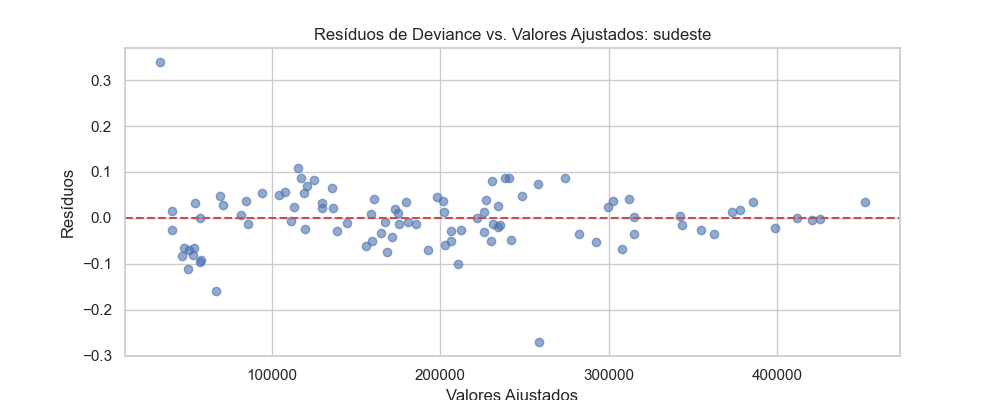 Resíduos de Deviance vs. Valores Ajustados: sudeste
0.3
0.2
0.1
0.0
−0.1
−0.2
−0.3
Resíduos
100000 200000 300000 400000
Valores Ajustados